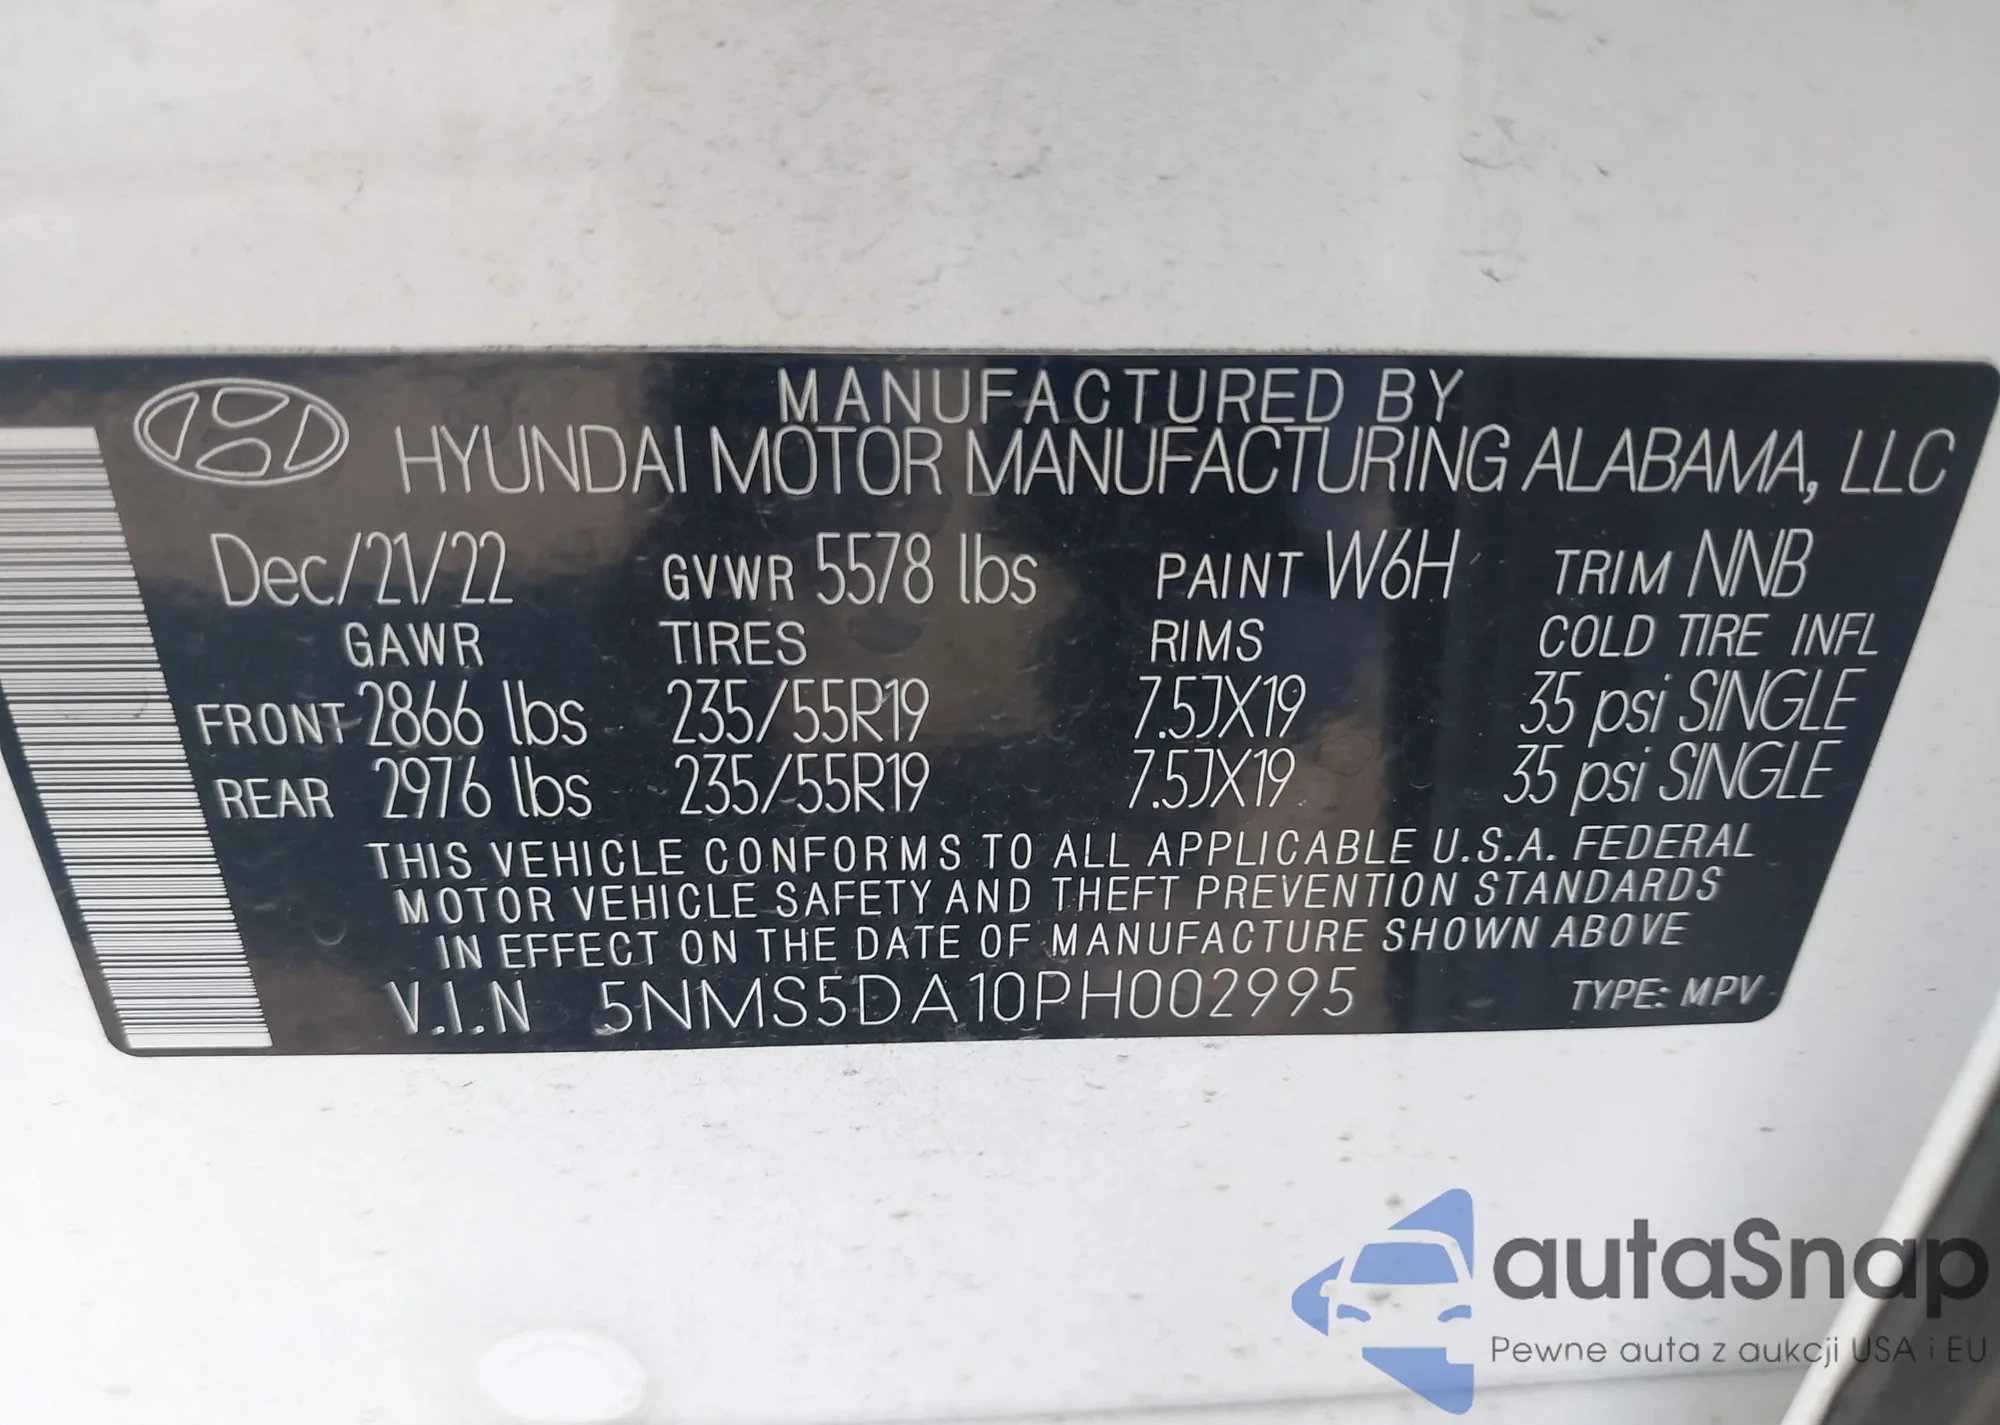 MANUFACTURED BY
HYUNDAI MOTOR MANUFACTURING ALABAMA, LLC
Dec/21/22 GVWR 5578 lbs PAINT W6H TRIM NNB
GAWR TIRES RIMS COLD TIRE INFL
FRONT 2866 lbs 235/55R19 7.5JX19 35 psi SINGLE
REAR 2976 lbs 235/55R19 7.5JX19 35 psi SINGLE
THIS VEHICLE CONFORMS TO ALL APPLICABLE U.S.A. FEDERAL
MOTOR VEHICLE SAFETY AND THEFT PREVENTION STANDARDS
IN EFFECT ON THE DATE OF MANUFACTURE SHOWN ABOVE
V.I.N 5NMS5DA10PH002995 TYPE: MPV
autaSnap
Pewne auta z aukcji USA i EU